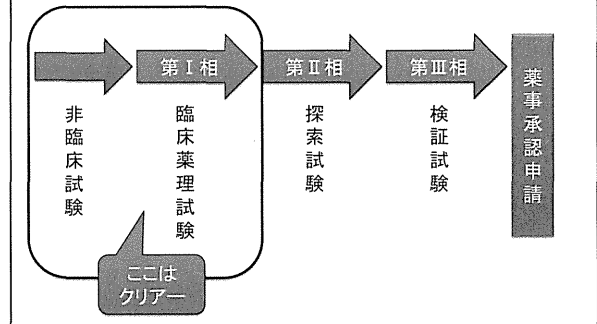 第Ⅰ相
第Ⅱ相
第Ⅲ相
非臨床試験
臨床薬理試験
探索試験
検証試験
薬事承認申請
ここは
クリアー